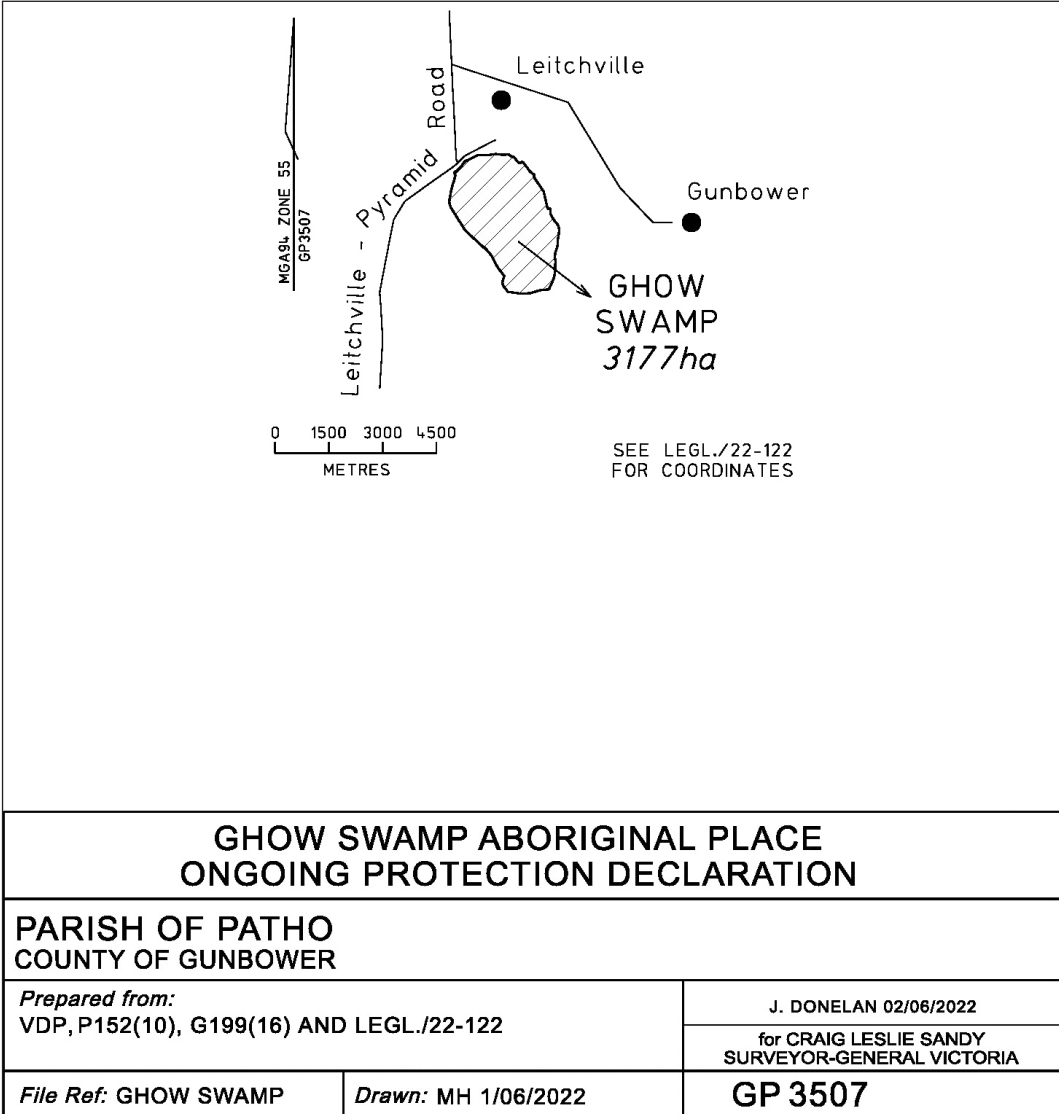 Leitchville
Gunbower
Leitchville - Pyramid Road
MGA94 ZONE 55
GP3507
GHOW
SWAMP
3177ha
0 1500 3000 4500
METRES
SEE LEGL./22-122
FOR COORDINATES
GHOW SWAMP ABORIGINAL PLACE
ONGOING PROTECTION DECLARATION
PARISH OF PATHO
COUNTY OF GUNBOWER
Prepared from:
VDP, P152(10), G199(16) AND LEGL./22-122
J. DONELAN 02/06/2022
for CRAIG LESLIE SANDY
SURVEYOR-GENERAL VICTORIA
File Ref: GHOW SWAMP
Drawn: MH 1/06/2022
GP 3507